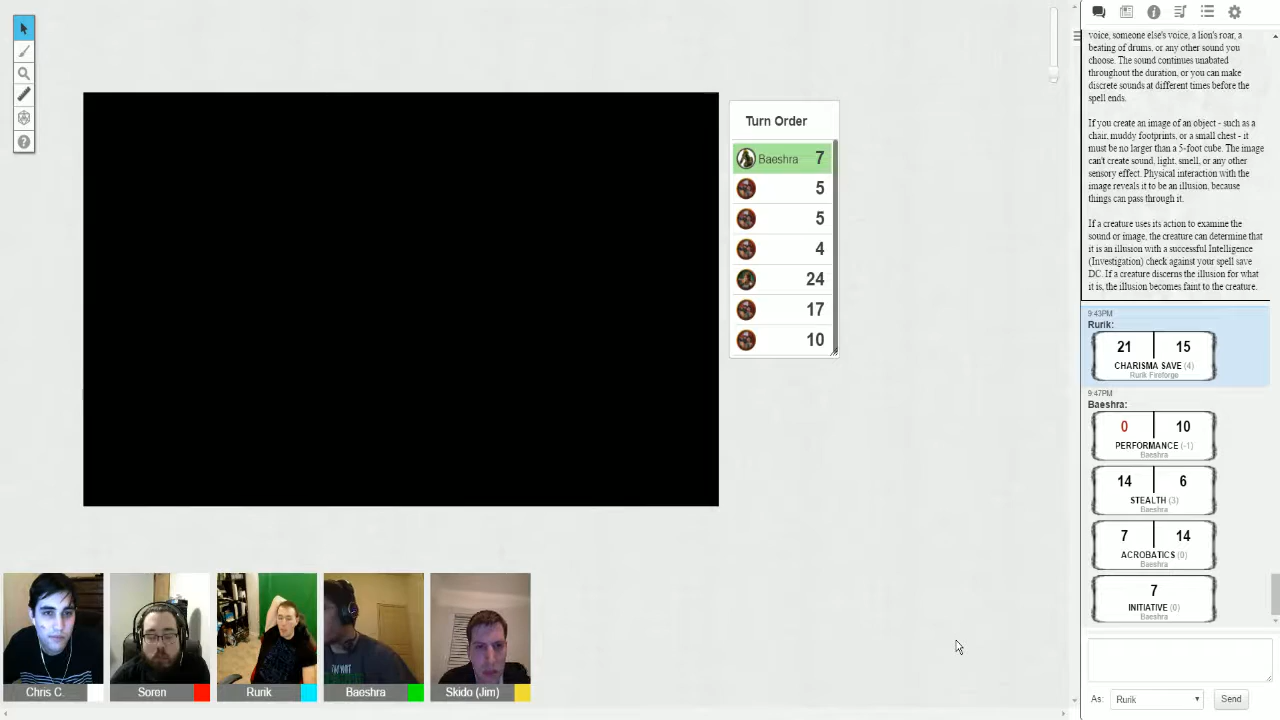 voice, someone else's voice, a lion's roar, a
beating of drums, or any other sound you
choose. The sound continues unabated
throughout the duration, or you can make
discrete sounds at different times before the
spell ends.
If you create an image of an object - such as a
chair, muddy footprints, or a small chest - it
must be no larger than a 5-foot cube. The image
can't create sound, light, smell, or any other
sensory effect. Physical interaction with the
image reveals it to be an illusion, because
things can pass through it.
If a creature uses its action to examine the
sound or image, the creature can determine that
it is an illusion with a successful Intelligence
(Investigation) check against your spell save
DC. If a creature discerns the illusion for what
it is, the illusion becomes faint to the creature.
Turn Order
Baeshra 7
5
5
4
24
17
10
9:43PM
Rurik:
21 15
CHARISMA SAVE (4)
Rurik Fireforge
9:47PM
Baeshra:
0 10
PERFORMANCE (-1)
Baeshra
14 6
STEALTH (3)
Baeshra
7 14
ACROBATICS (0)
Baeshra
7
INITIATIVE (0)
Baeshra
As: Rurik Send
Chris C. Soren Rurik Baeshra Skido (Jim)